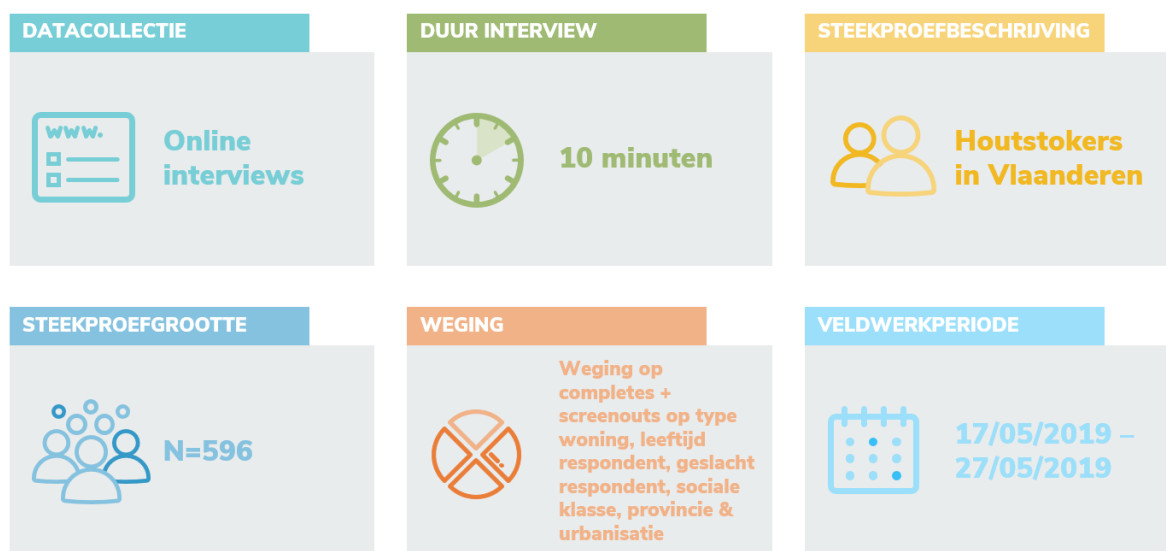 DATACOLLECTIE
www.
Online
interviews
DUUR INTERVIEW
10 minuten
STEEKPROEFBESCHRIJVING
Houtstokers
in Vlaanderen
STEEKPROEFGROOTTE
N=596
WEGING
Weging op
completes +
screenouts op type
woning, leeftijd
respondent, geslacht
respondent, sociale
klasse, provincie &
urbanisatie
VELDWERKPERIODE
17/05/2019 –
27/05/2019